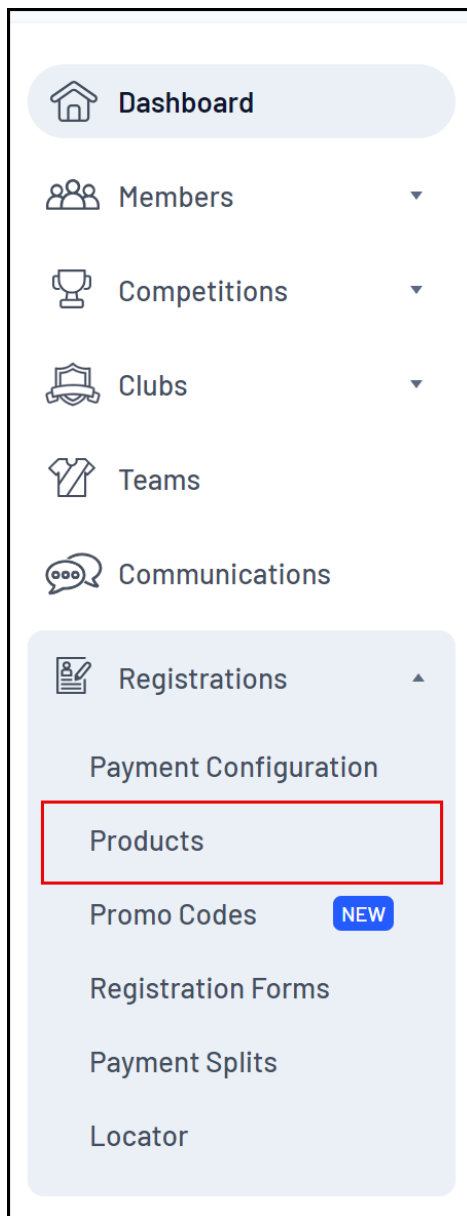 Dashboard
Members
Competitions
Clubs
Teams
Communications
Registrations
Payment Configuration
Products
Promo Codes NEW
Registration Forms
Payment Splits
Locator